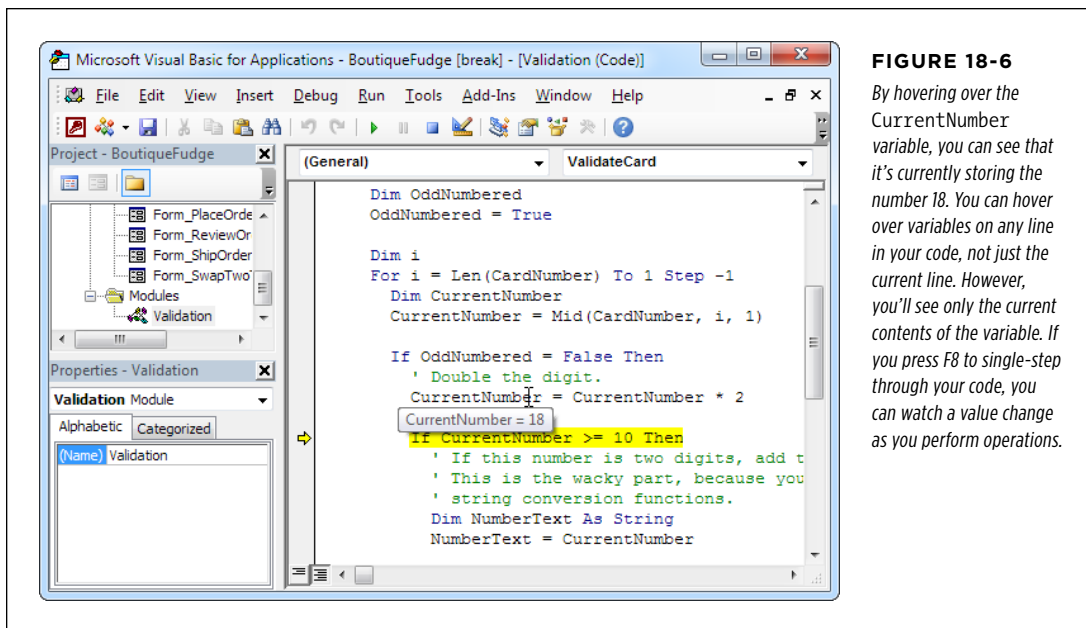 Microsoft Visual Basic for Applications - BoutiqueFudge [break] - [Validation (Code)]
File Edit View Insert Debug Run Tools Add-Ins Window Help
Project - BoutiqueFudge
Form_PlaceOrde
Form_ReviewOr
Form_ShipOrder
Form_SwapTwo
Modules
Validation
Properties - Validation
Validation Module
Alphabetic Categorized
(Name) Validation
(General) ValidateCard
Dim OddNumbered
OddNumbered = True
Dim i
For i = Len(CardNumber) To 1 Step -1
Dim CurrentNumber
CurrentNumber = Mid(CardNumber, i, 1)
If OddNumbered = False Then
' Double the digit.
CurrentNumber = CurrentNumber * 2
CurrentNumber = 18
If CurrentNumber >= 10 Then
' If this number is two digits, add t
' This is the wacky part, because you
' string conversion functions.
Dim NumberText As String
NumberText = CurrentNumber
FIGURE 18-6
By hovering over the
CurrentNumber
variable, you can see that
it's currently storing the
number 18. You can hover
over variables on any line
in your code, not just the
current line. However,
you'll see only the current
contents of the variable. If
you press F8 to single-step
through your code, you
can watch a value change
as you perform operations.